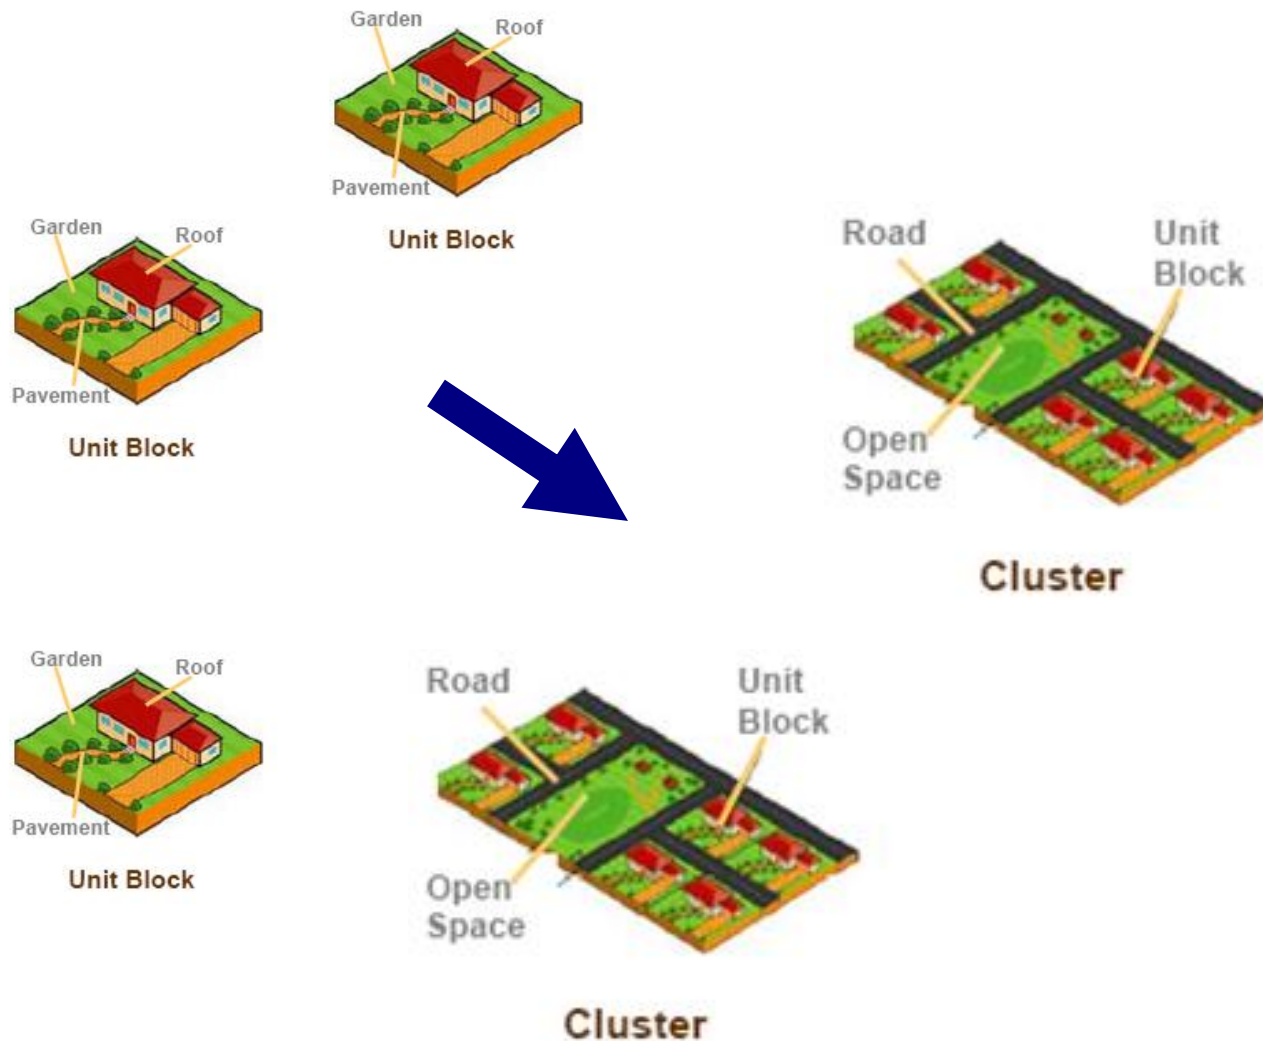 Garden
Roof
Pavement
Unit Block
Garden
Roof
Pavement
Unit Block
Road
Unit
Block
Open
Space
Cluster
Garden
Roof
Pavement
Unit Block
Road
Unit
Block
Open
Space
Cluster